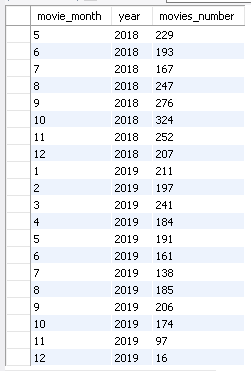 movie_month year movies_number
5 2018 229
6 2018 193
7 2018 167
8 2018 247
9 2018 276
10 2018 324
11 2018 252
12 2018 207
1 2019 211
2 2019 197
3 2019 241
4 2019 184
5 2019 191
6 2019 161
7 2019 138
8 2019 185
9 2019 206
10 2019 174
11 2019 97
12 2019 16